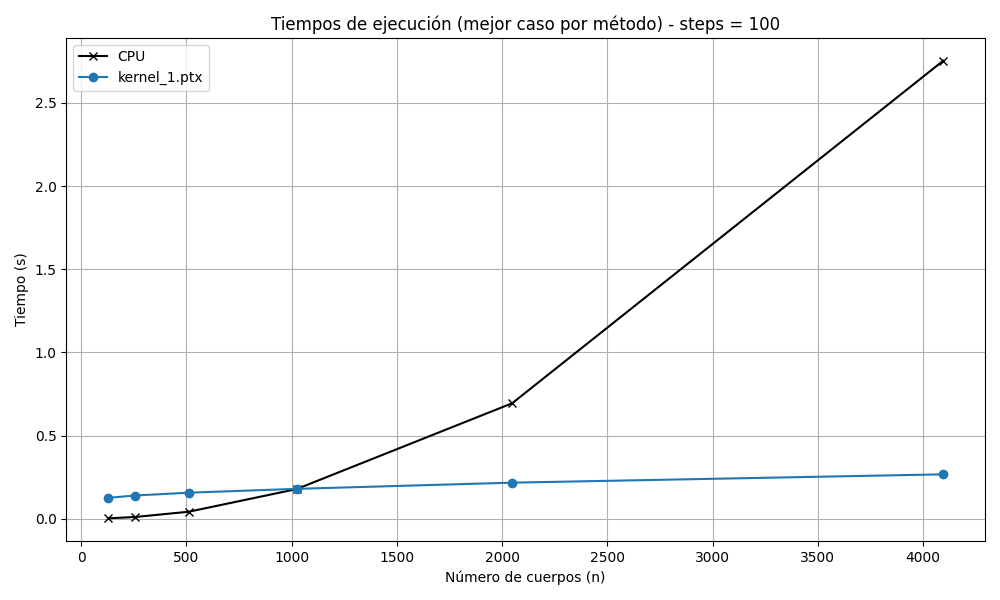 Tiempos de ejecución (mejor caso por método) - steps = 100
CPU
kernel_1.ptx
Tiempo (s)
2.5
2.0
1.5
1.0
0.5
0.0
0 500 1000 1500 2000 2500 3000 3500 4000
Número de cuerpos (n)